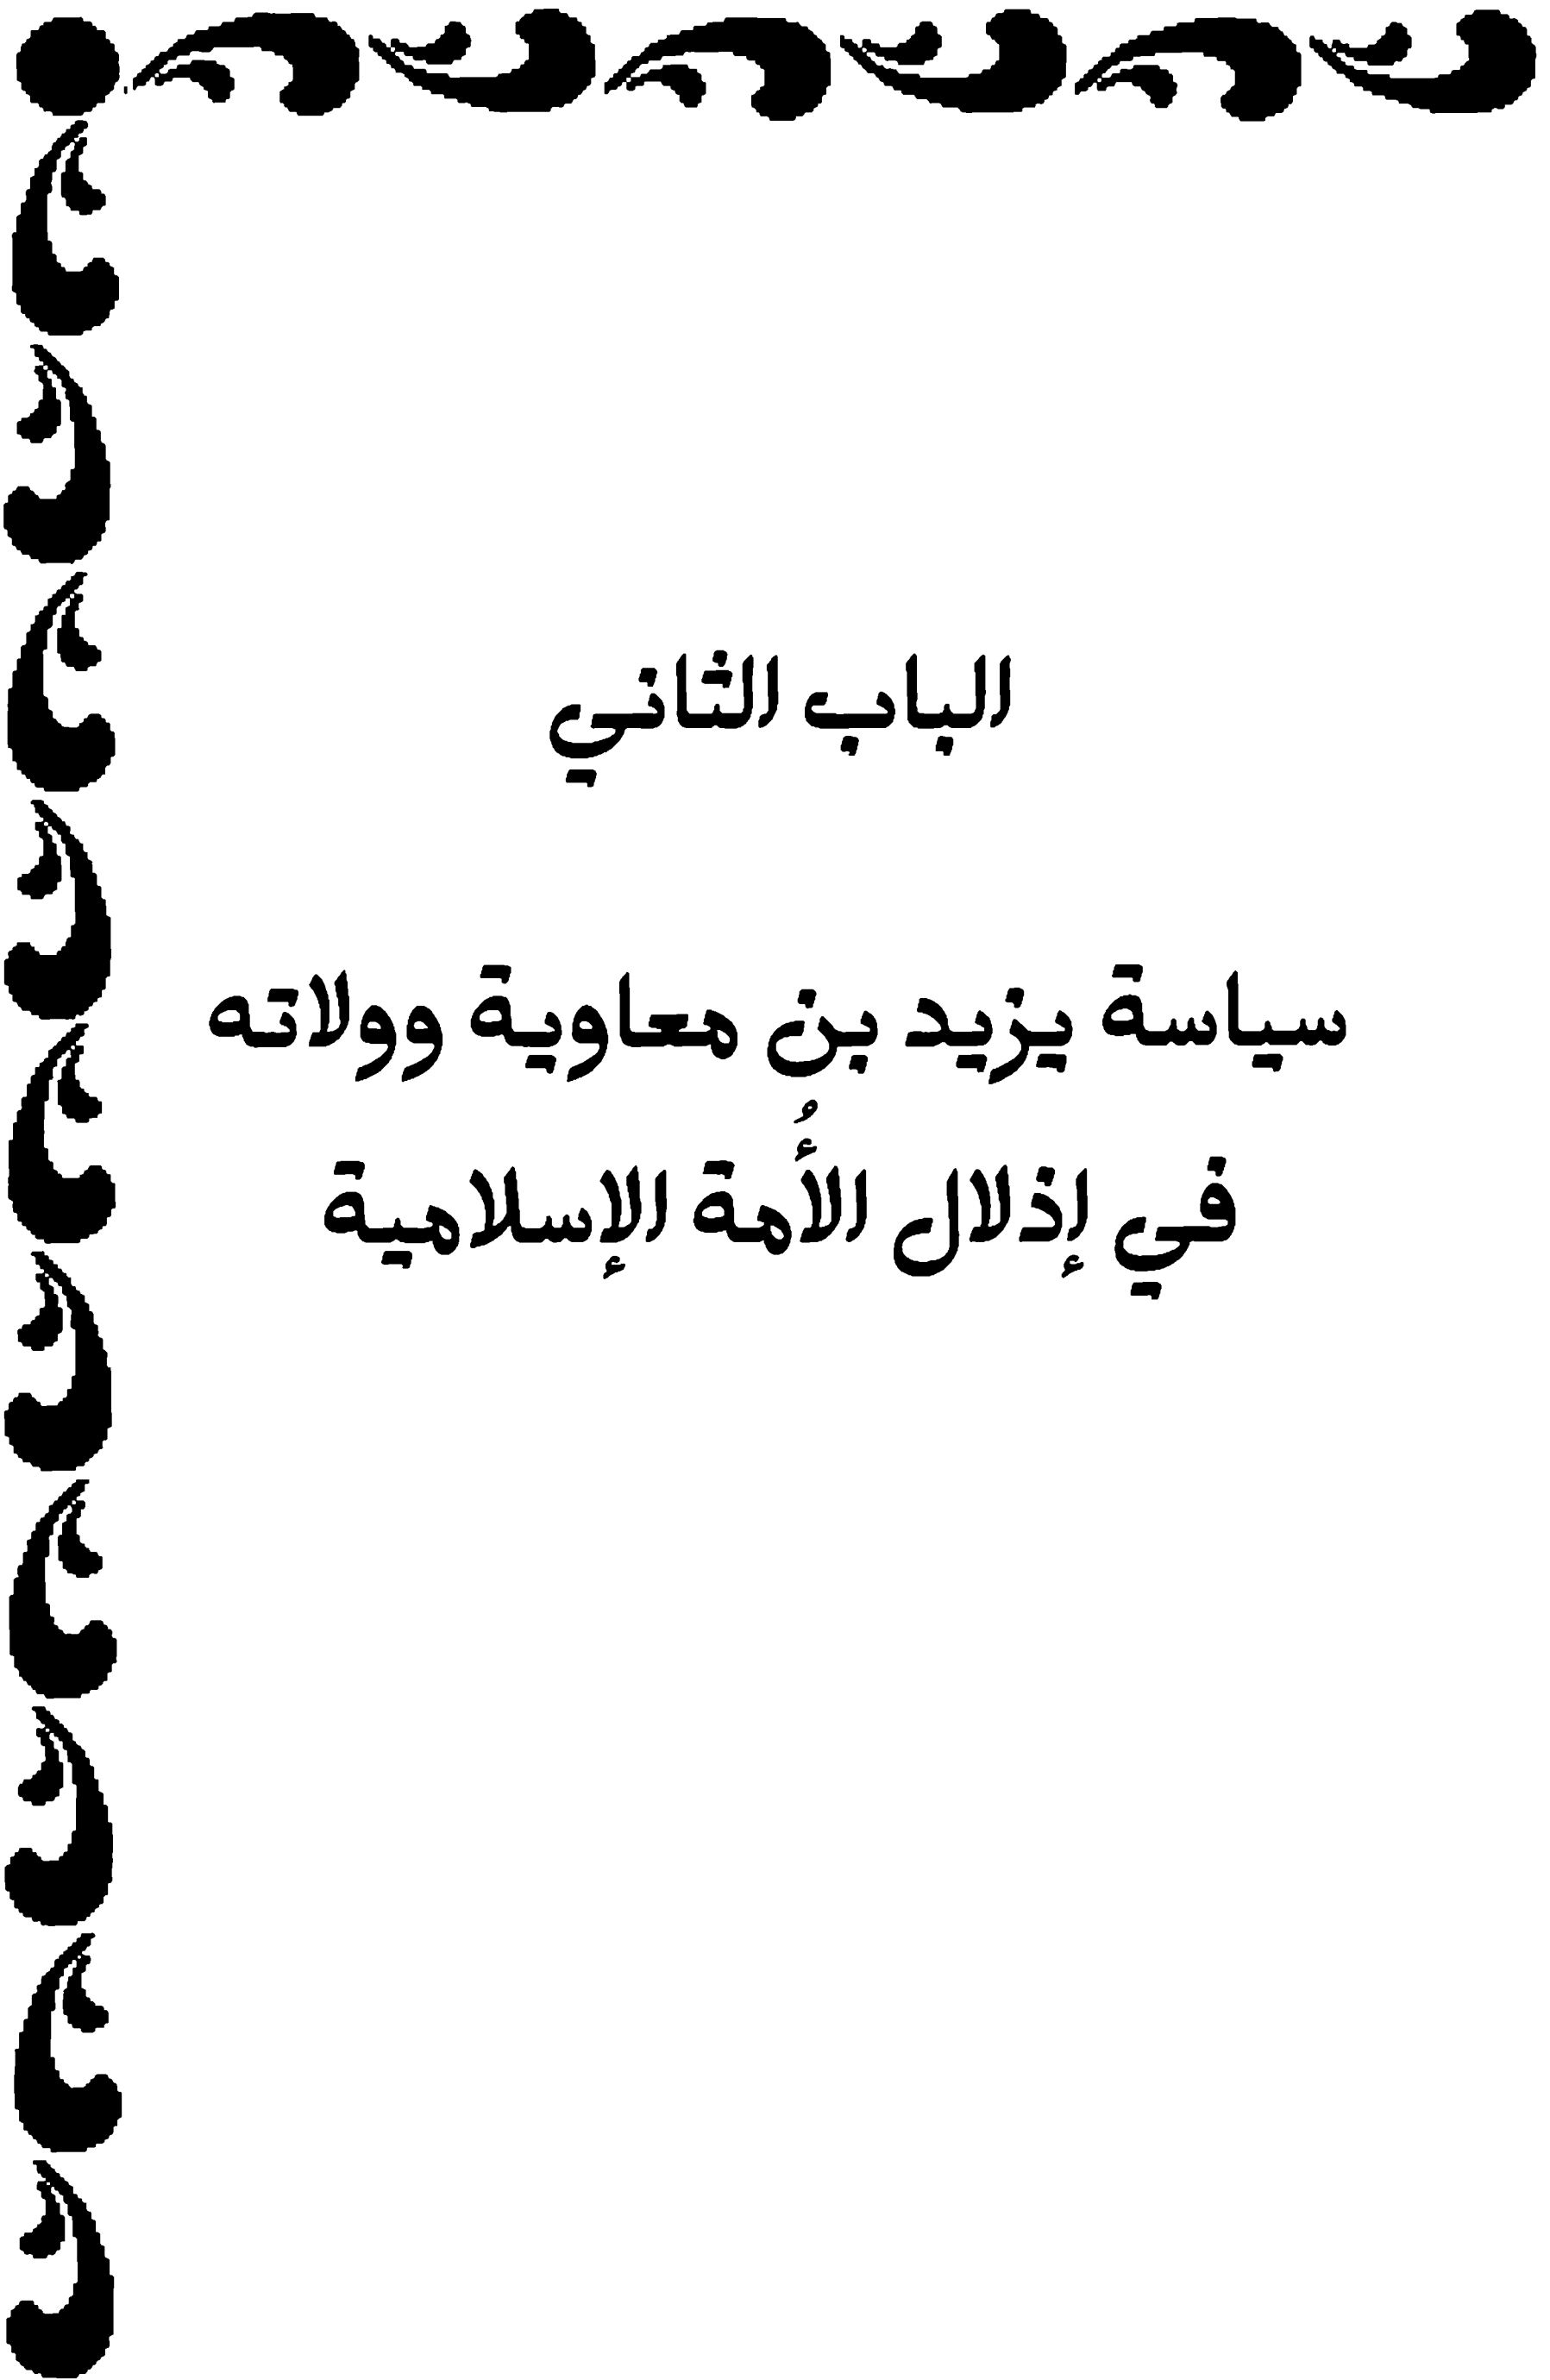 الباب الثاني
سياسة يزيد بن معاوية وولاته
في إذلال الأُمة الإسلامية